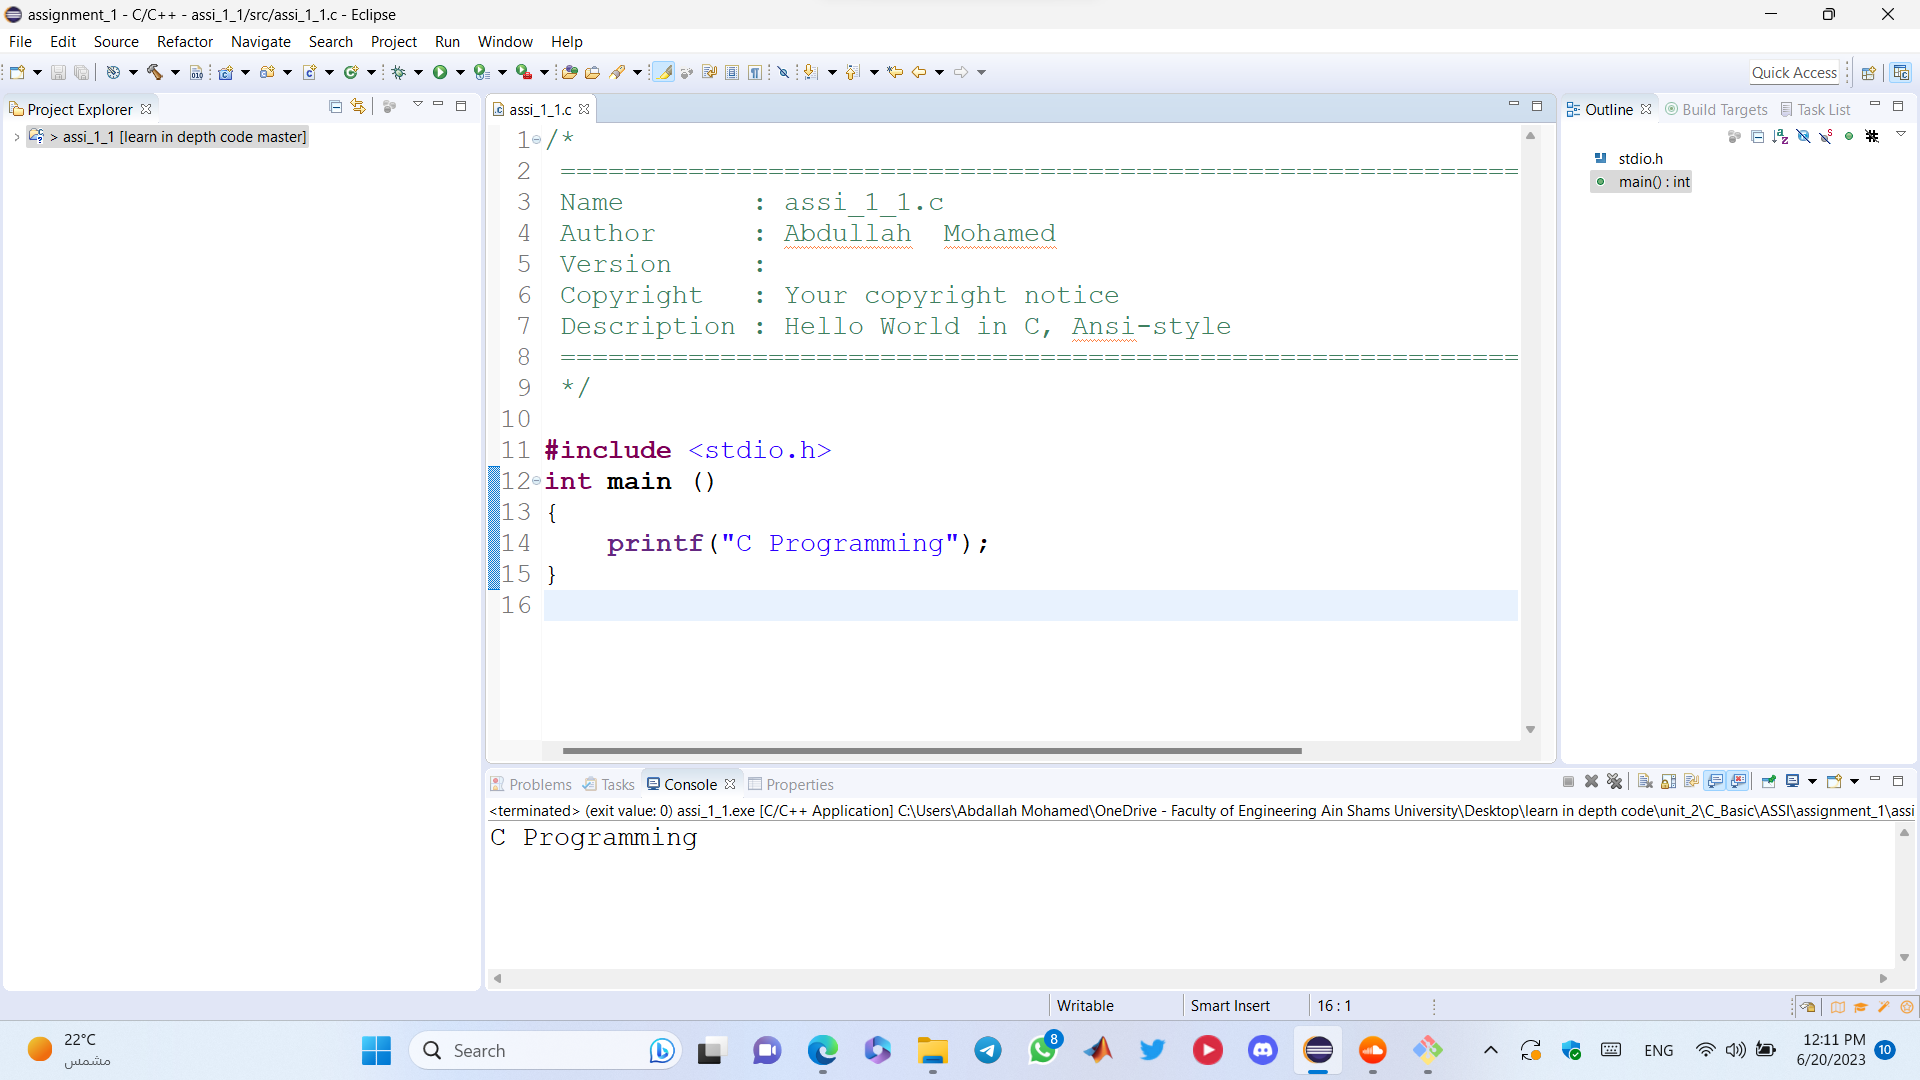 assignment_1 - C/C++ - assi_1_1/src/assi_1_1.c - Eclipse
File Edit Source Refactor Navigate Search Project Run Window Help
Quick Access
Project Explorer
> assi_1_1 [learn in depth code master]
assi_1_1.c
1 /*
2 ============================================================
3 Name        : assi_1_1.c
4 Author      : Abdullah  Mohamed
5 Version     :
6 Copyright   : Your copyright notice
7 Description : Hello World in C, Ansi-style
8 ============================================================
9 */
10
11 #include <stdio.h>
12 int main ()
13 {
14     printf("C Programming");
15 }
16
Outline Build Targets Task List
stdio.h
main() : int
Problems Tasks Console Properties
<terminated> (exit value: 0) assi_1_1.exe [C/C++ Application] C:\Users\Abdallah Mohamed\OneDrive - Faculty of Engineering Ain Shams University\Desktop\learn in depth code\unit_2\C_Basic\ASSI\assignment_1\assi
C Programming
Writable Smart Insert 16 : 1
22°C
مشمس
Search
8
ENG
12:11 PM
6/20/2023
10